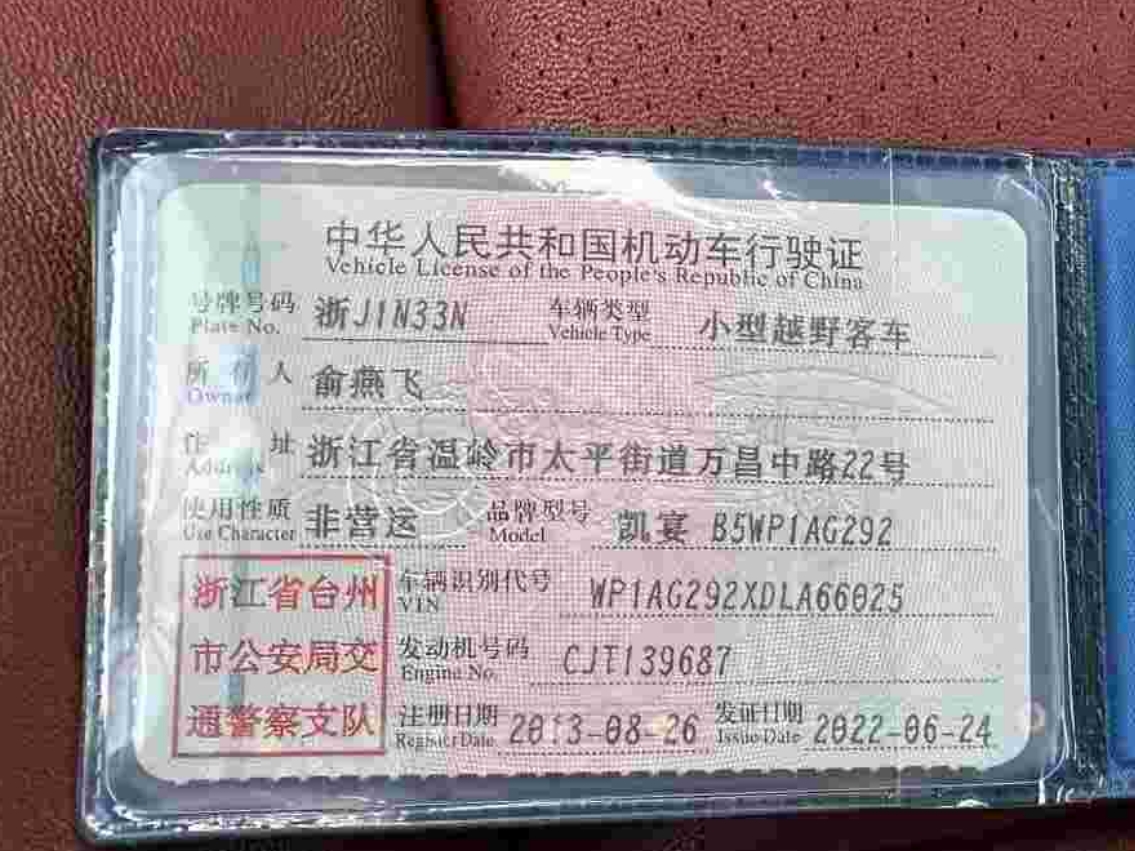 中华人民共和国机动车行驶证
Vehicle License of the People's Republic of China
号牌号码 浙J1N33N 车辆类型 小型越野客车
Plate No. Vehicle Type
所有人 俞燕飞
Owner
住址 浙江省温岭市太平街道万昌中路22号
Address
使用性质 非营运 品牌型号 凯宴 B5WP1AG292
Use Character Model
浙江省台州 车辆识别代号 WP1AG292XDLA66025
VIN
市公安局交 发动机号码 CJT139687
Engine No.
通警察支队 注册日期 2013-08-26 发证日期 2022-06-24
Register Date Issue Date